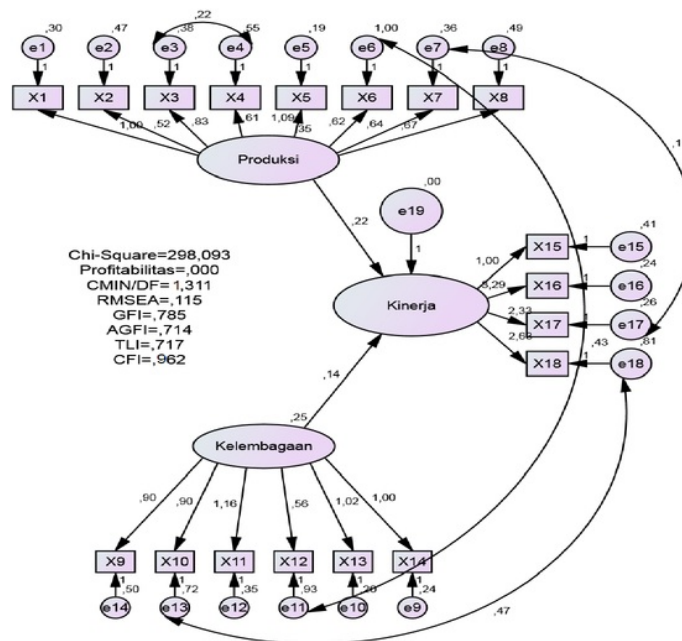 ,22
,30 ,47 ,38 ,55 ,19 1,00 ,36 ,49
e1 e2 e3 e4 e5 e6 e7 e8
1 1 1 1 1 1 1 1
X1 X2 X3 X4 X5 X6 X7 X8
1,00 ,52 ,83 ,61 1,09 ,62 ,64 ,67
,35
Produksi
,00
e19
,22 1
Chi-Square=298,093
Profitabilitas=,000
CMIN/DF= 1,311
RMSEA=,115
GFI=,785
AGFI=,714
TLI=,717
CFI=,962
Kinerja
,41
1,00 X15 1 e15
,24
X16 1 e16
,26
2,33 X17 1 e17
,43 ,81
X18 1 e18
,14
,25
Kelembagaan
,90 ,90 1,16 ,56 1,02 1,00
X9 X10 X11 X12 X13 X14
1 1 1 1 1 1
,50 ,72 ,35 ,93 ,24
e14 e13 e12 e11 e10 e9
,47